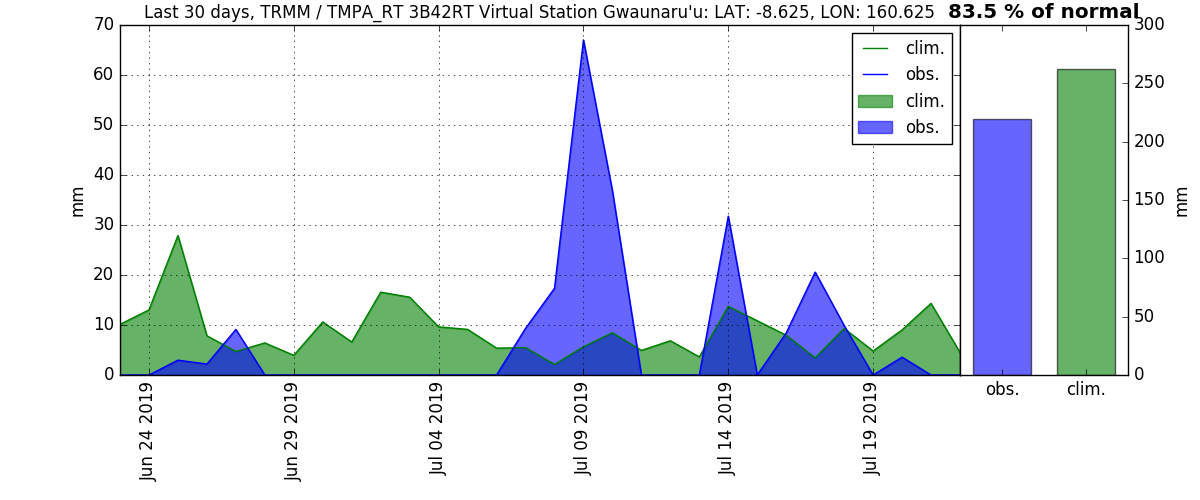 Last 30 days, TRMM / TMPA_RT 3B42RT Virtual Station Gwaunaru'u: LAT: -8.625, LON: 160.625
83.5 % of normal
70
60
50
40
30
20
10
0
mm
clim.
obs.
clim.
obs.
300
250
200
150
100
50
0
mm
obs.
clim.
Jun 24 2019
Jun 29 2019
Jul 04 2019
Jul 09 2019
Jul 14 2019
Jul 19 2019